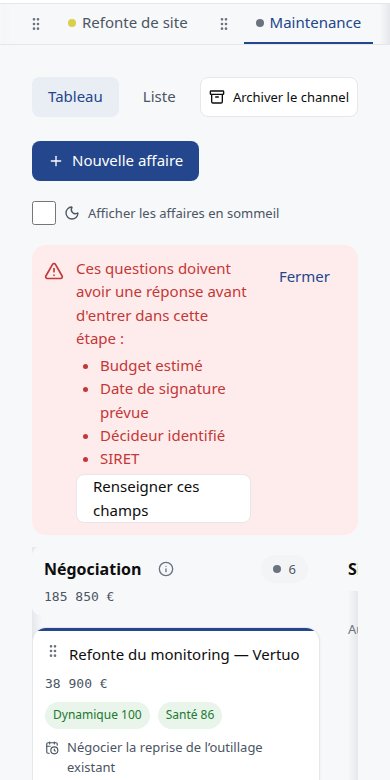 Refonte de site
Maintenance
Tableau
Liste
Archiver le channel
Nouvelle affaire
Afficher les affaires en sommeil
Ces questions doivent
avoir une réponse avant
d'entrer dans cette
étape :
Fermer
Budget estimé
Date de signature
prévue
Décideur identifié
SIRET
Renseigner ces
champs
Négociation
6
185 850 €
Refonte du monitoring — Vertuo
38 900 €
Dynamique 100
Santé 86
Négocier la reprise de l’outillage
existant